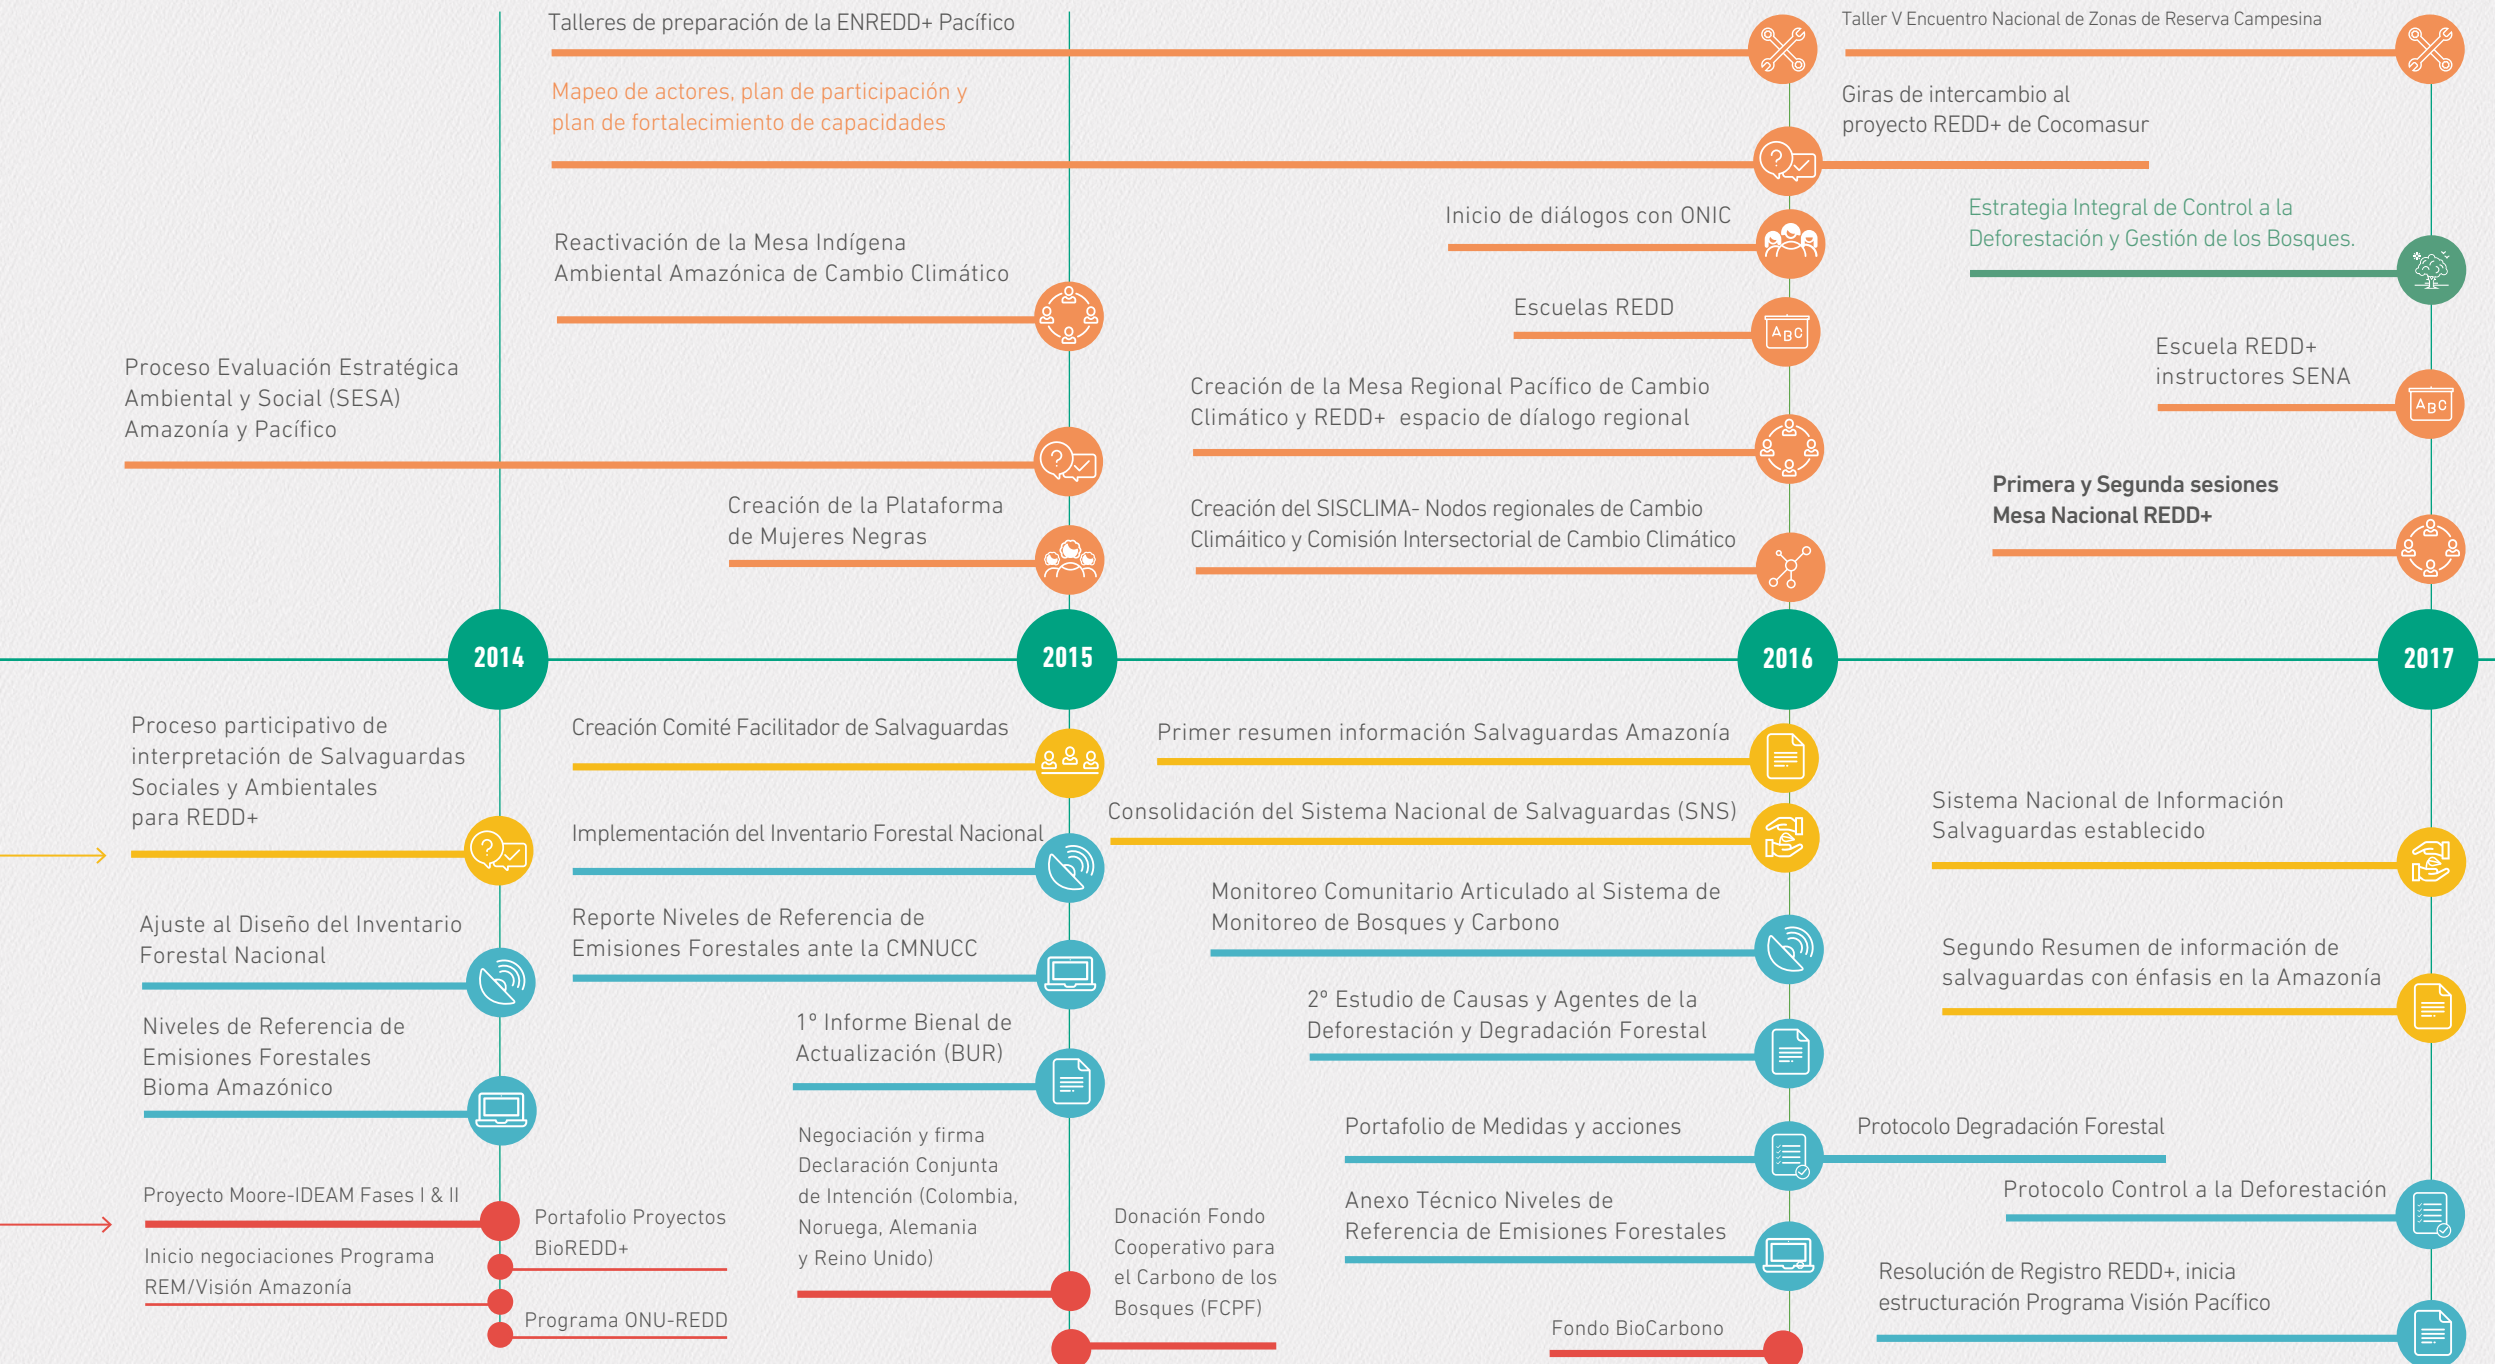 Talleres de preparación de la ENREDD+ Pacífico
Taller V Encuentro Nacional de Zonas de Reserva Campesina
Mapeo de actores, plan de participación y
plan de fortalecimiento de capacidades
Giras de intercambio al
proyecto REDD+ de Cocomasur
Inicio de diálogos con ONIC
Estrategia Integral de Control a la
Deforestación y Gestión de los Bosques.
Reactivación de la Mesa Indígena
Ambiental Amazónica de Cambio Climático
Escuelas REDD
ABC
Escuela REDD+
instructores SENA
ABC
Proceso Evaluación Estratégica
Ambiental y Social (SESA)
Amazonía y Pacífico
Creación de la Mesa Regional Pacífico de Cambio
Climático y REDD+ espacio de díalogo regional
Primera y Segunda sesiones
Mesa Nacional REDD+
Creación de la Plataforma
de Mujeres Negras
Creación del SISCLIMA- Nodos regionales de Cambio
Climáitico y Comisión Intersectorial de Cambio Climático
2014
2015
2016
2017
Proceso participativo de
interpretación de Salvaguardas
Sociales y Ambientales
para REDD+
Creación Comité Facilitador de Salvaguardas
Primer resumen información Salvaguardas Amazonía
Implementación del Inventario Forestal Nacional
Consolidación del Sistema Nacional de Salvaguardas (SNS)
Sistema Nacional de Información
Salvaguardas establecido
Ajuste al Diseño del Inventario
Forestal Nacional
Reporte Niveles de Referencia de
Emisiones Forestales ante la CMNUCC
Monitoreo Comunitario Articulado al Sistema de
Monitoreo de Bosques y Carbono
Segundo Resumen de información de
salvaguardas con énfasis en la Amazonía
Niveles de Referencia de
Emisiones Forestales
Bioma Amazónico
1º Informe Bienal de
Actualización (BUR)
2º Estudio de Causas y Agentes de la
Deforestación y Degradación Forestal
Negociación y firma
Declaración Conjunta
de Intención (Colombia,
Noruega, Alemania
y Reino Unido)
Portafolio de Medidas y acciones
Protocolo Degradación Forestal
Proyecto Moore-IDEAM Fases I & II
Portafolio Proyectos
BioREDD+
Inicio negociaciones Programa
REM/Visión Amazonía
Programa ONU-REDD
Donación Fondo
Cooperativo para
el Carbono de los
Bosques (FCPF)
Anexo Técnico Niveles de
Referencia de Emisiones Forestales
Protocolo Control a la Deforestación
Fondo BioCarbono
Resolución de Registro REDD+, inicia
estructuración Programa Visión Pacífico